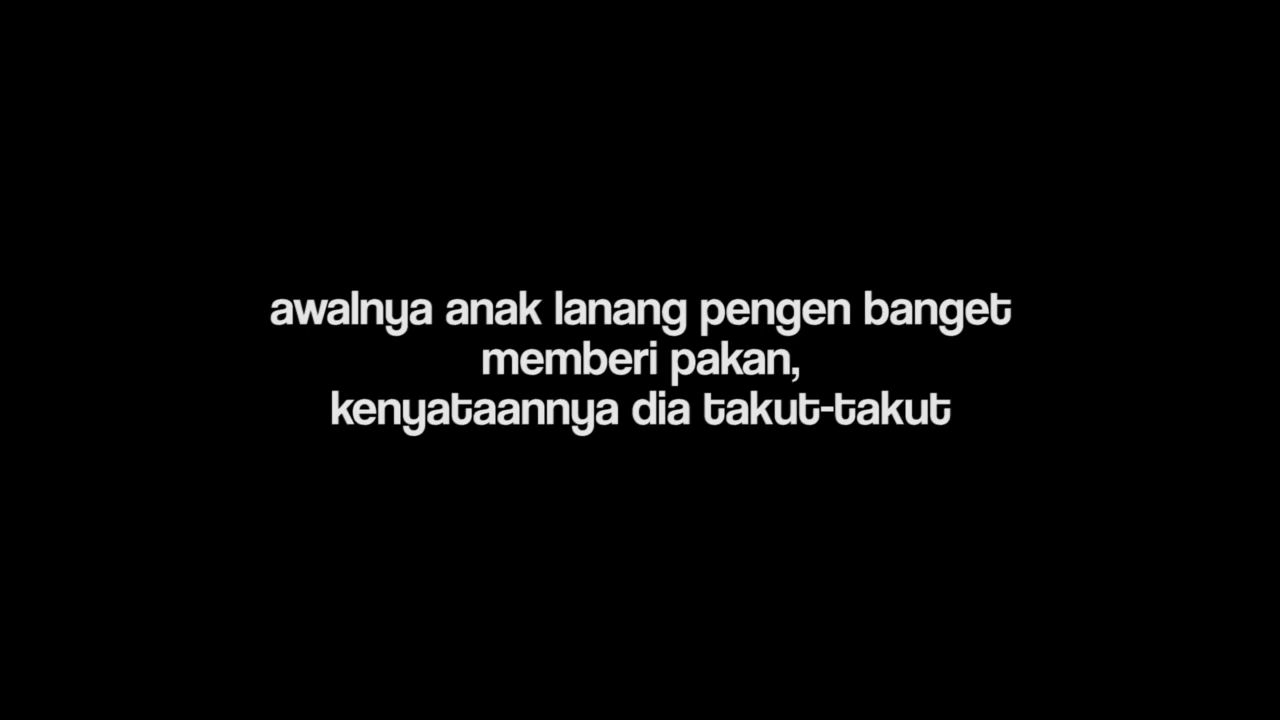 awalnya anak lanang pengen banget
memberi pakan,
kenyataannya dia takut-takut